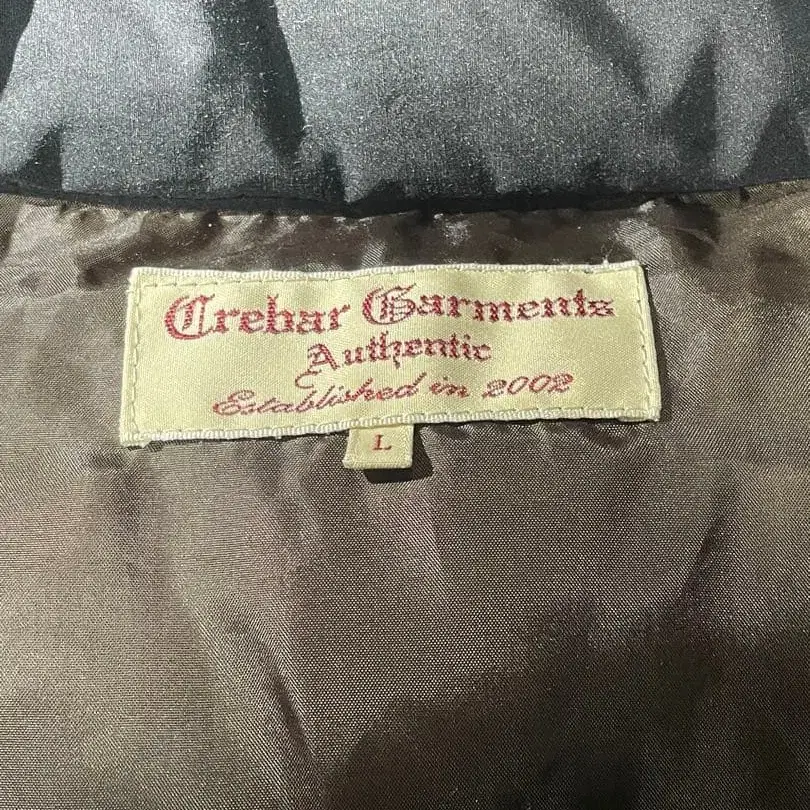 Crebar Garments
Authentic
Established in 2002
L